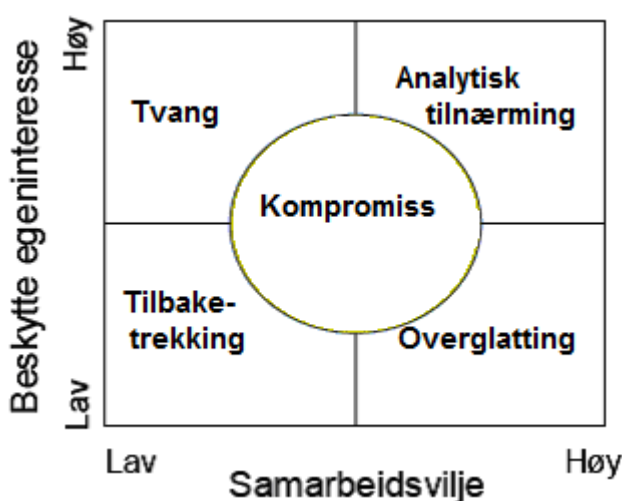 Beskytte egeninteresse
Høy
Lav
Tvang
Analytisk
tilnærming
Kompromiss
Tilbake-
trekking
Overglatting
Lav
Høy
Samarbeidsvilje